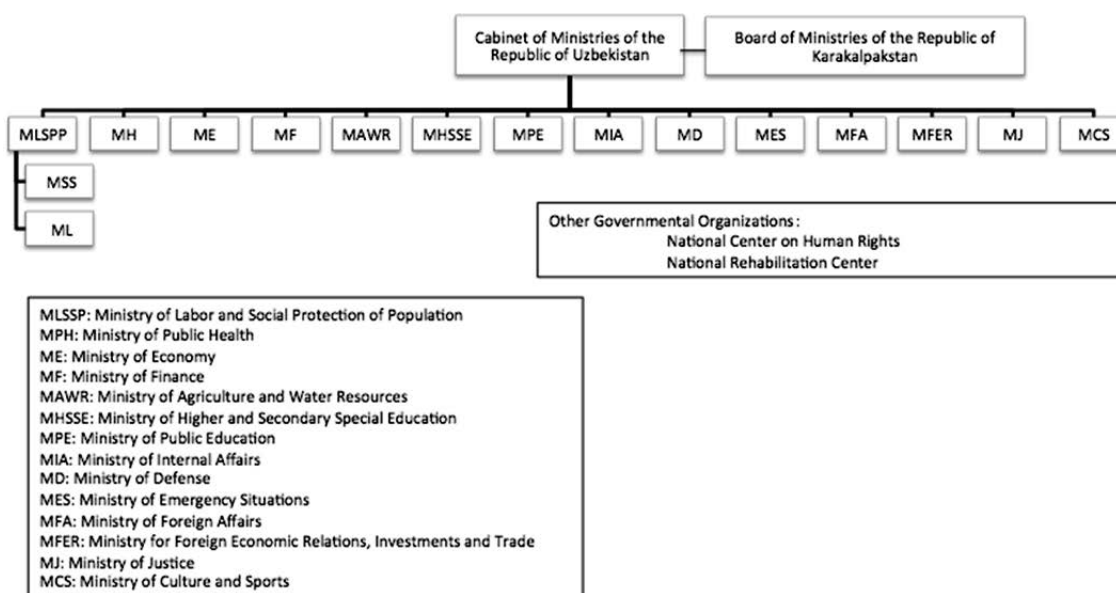 Cabinet of Ministries of the
Republic of Uzbekistan
Board of Ministries of the Republic of
Karakalpakstan
MLSPP
MH
ME
MF
MAWR
MHSSE
MPE
MIA
MD
MES
MFA
MFER
MJ
MCS
MSS
ML
Other Governmental Organizations:
National Center on Human Rights
National Rehabilitation Center
MLSSP: Ministry of Labor and Social Protection of Population
MPH: Ministry of Public Health
ME: Ministry of Economy
MF: Ministry of Finance
MAWR: Ministry of Agriculture and Water Resources
MHSSE: Ministry of Higher and Secondary Special Education
MPE: Ministry of Public Education
MIA: Ministry of Internal Affairs
MD: Ministry of Defense
MES: Ministry of Emergency Situations
MFA: Ministry of Foreign Affairs
MFER: Ministry for Foreign Economic Relations, Investments and Trade
MJ: Ministry of Justice
MCS: Ministry of Culture and Sports